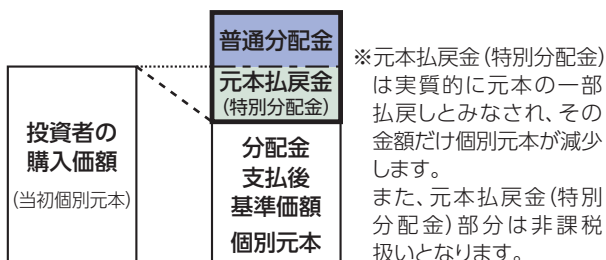 投資者の
購入価額
(当初個別元本)
普通分配金
元本払戻金
(特別分配金)
分配金
支払後
基準価額
個別元本
※元本払戻金(特別分配金)
は実質的に元本の一部
払戻しとみなされ、その
金額だけ個別元本が減少
します。
また、元本払戻金(特別
分配金)部分は非課税
扱いとなります。